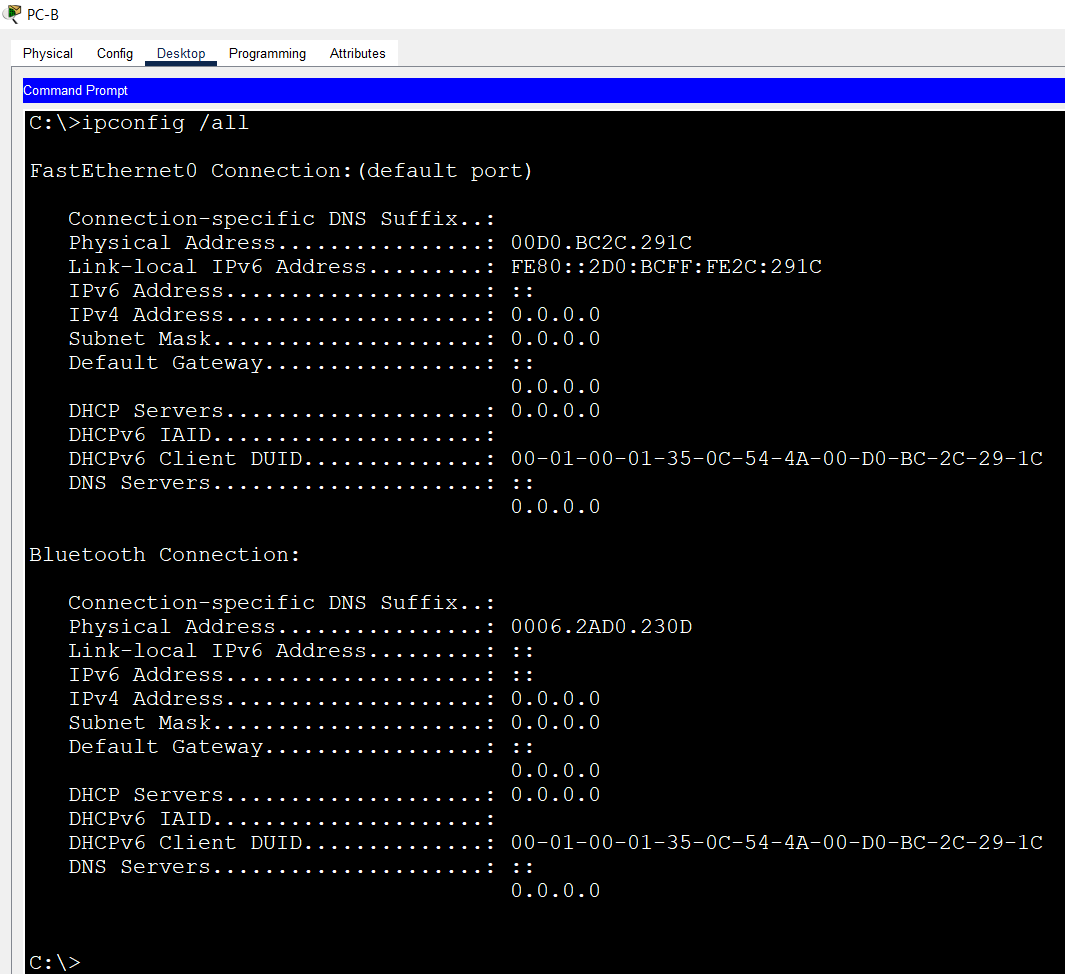 PC-B
Physical Config Desktop Programming Attributes
Command Prompt
C:\>ipconfig /all
FastEthernet0 Connection:(default port)
Connection-specific DNS Suffix..:
Physical Address................: 00D0.BC2C.291C
Link-local IPv6 Address.........: FE80::2D0:BCFF:FE2C:291C
IPv6 Address....................: ::
IPv4 Address....................: 0.0.0.0
Subnet Mask.....................: 0.0.0.0
Default Gateway.................: ::
0.0.0.0
DHCP Servers....................: 0.0.0.0
DHCPv6 IAID.....................:
DHCPv6 Client DUID..............: 00-01-00-01-35-0C-54-4A-00-D0-BC-2C-29-1C
DNS Servers.....................: ::
0.0.0.0
Bluetooth Connection:
Connection-specific DNS Suffix..:
Physical Address................: 0006.2AD0.230D
Link-local IPv6 Address.........: ::
IPv6 Address....................: ::
IPv4 Address....................: 0.0.0.0
Subnet Mask.....................: 0.0.0.0
Default Gateway.................: ::
0.0.0.0
DHCP Servers....................: 0.0.0.0
DHCPv6 IAID.....................:
DHCPv6 Client DUID..............: 00-01-00-01-35-0C-54-4A-00-D0-BC-2C-29-1C
DNS Servers.....................: ::
0.0.0.0
C:\>